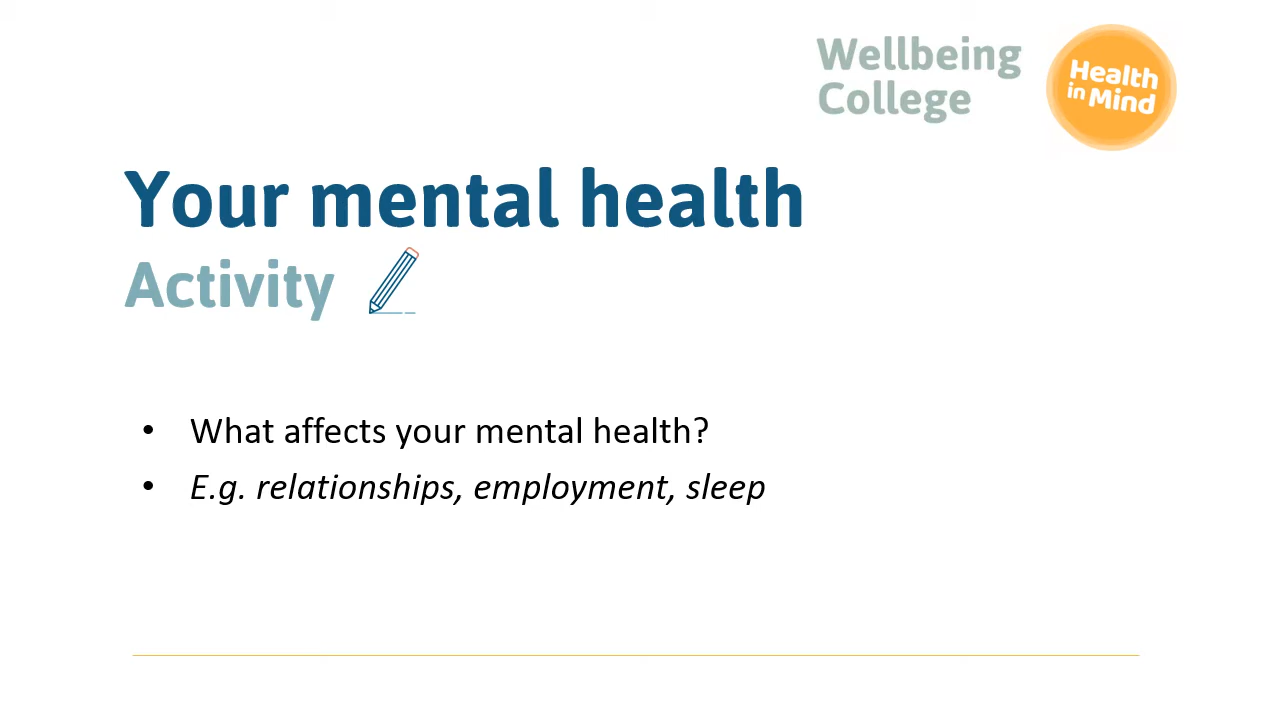 Wellbeing
College
Health
in Mind
Your mental health
Activity
• What affects your mental health?
• E.g. relationships, employment, sleep